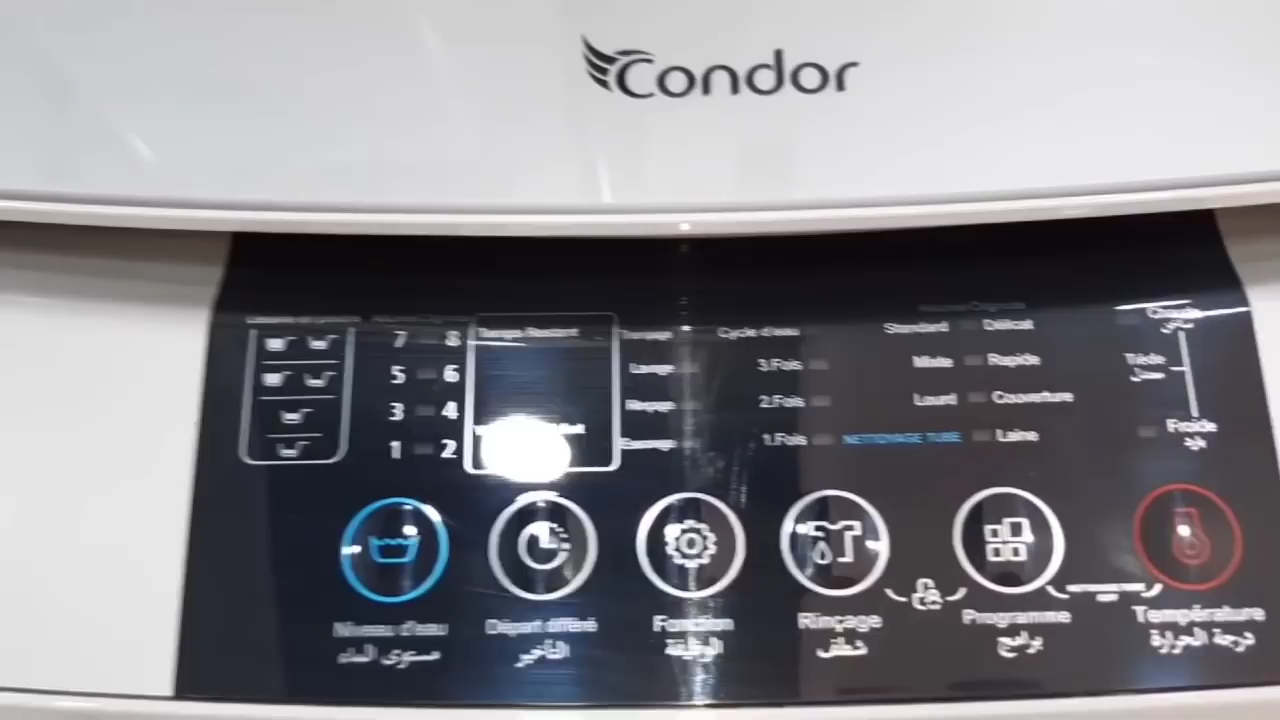 Condor
7 8
5 6
3 4
1 2
Temps Restant
Trempage
Lavage
Rinçage
Essorage
Cycle d'eau
3.Fois
2.Fois
1.Fois
Standard Délicat
Mixte Rapide
Lourd Couverture
NETTOYAGE TUBE Laine
Tiède
معتدل
Froide
باردة
Niveau d'eau
مستوى الماء
Départ différé
التأخير
Fonction
الوظيفة
Rinçage
شطف
Programme
برامج
Température
درجة الحرارة